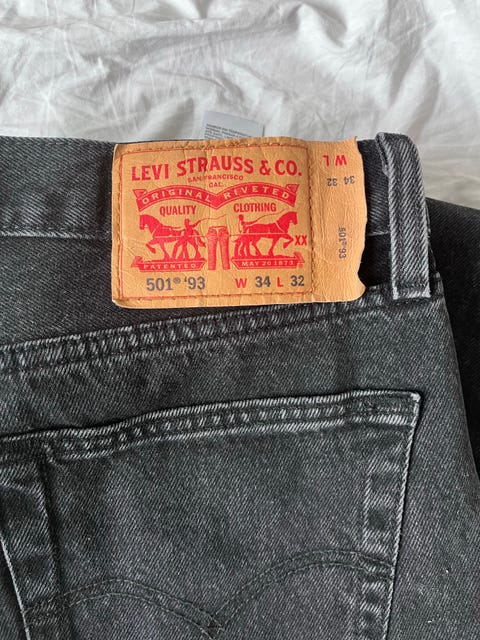 LEVI STRAUSS & CO.
SAN FRANCISCO
CAL.
ORIGINAL RIVETED
QUALITY CLOTHING
XX
PATENTED MAY 20 1873
501® '93 W 34 L 32
W L
34 32
501® '93